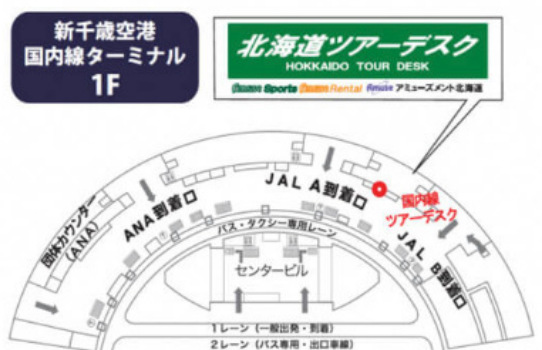 新千歳空港
国内線ターミナル
1F
北海道ツアーデスク
HOKKAIDO TOUR DESK
Amuse Sports Amuse Rental Amuse アミューズメント北海道
JAL A到着口
国内線
ツアーデスク
ANA到着口
JAL B到着口
団体カウンター
(ANA)
バス・タクシー専用レーン
センタービル
1レーン(一般出発・到着)
2レーン(バス専用・出口車線)